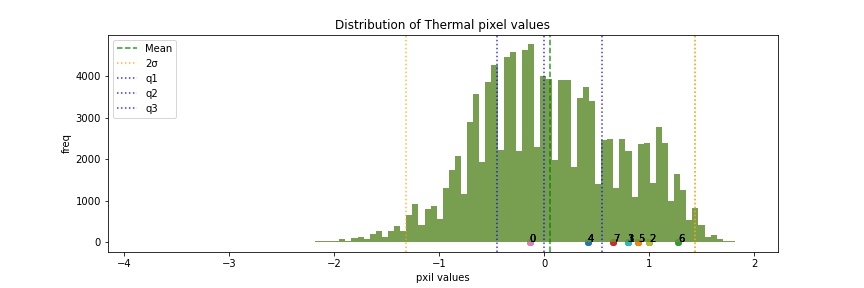 Distribution of Thermal pixel values
Mean
2σ
q1
q2
q3
freq
4000
3000
2000
1000
0
0 4 7 5 2 6
−4 −3 −2 −1 0 1 2
pxil values